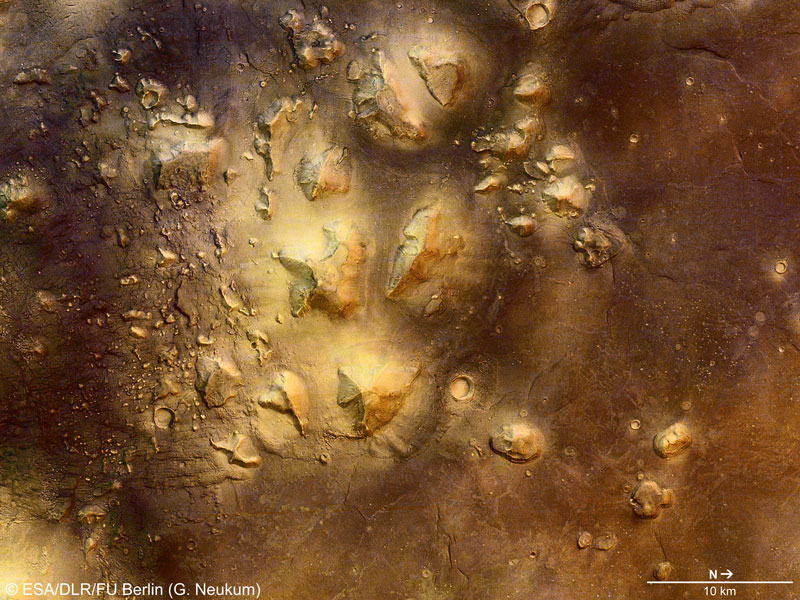 N→
10 km
© ESA/DLR/FU Berlin (G. Neukum)